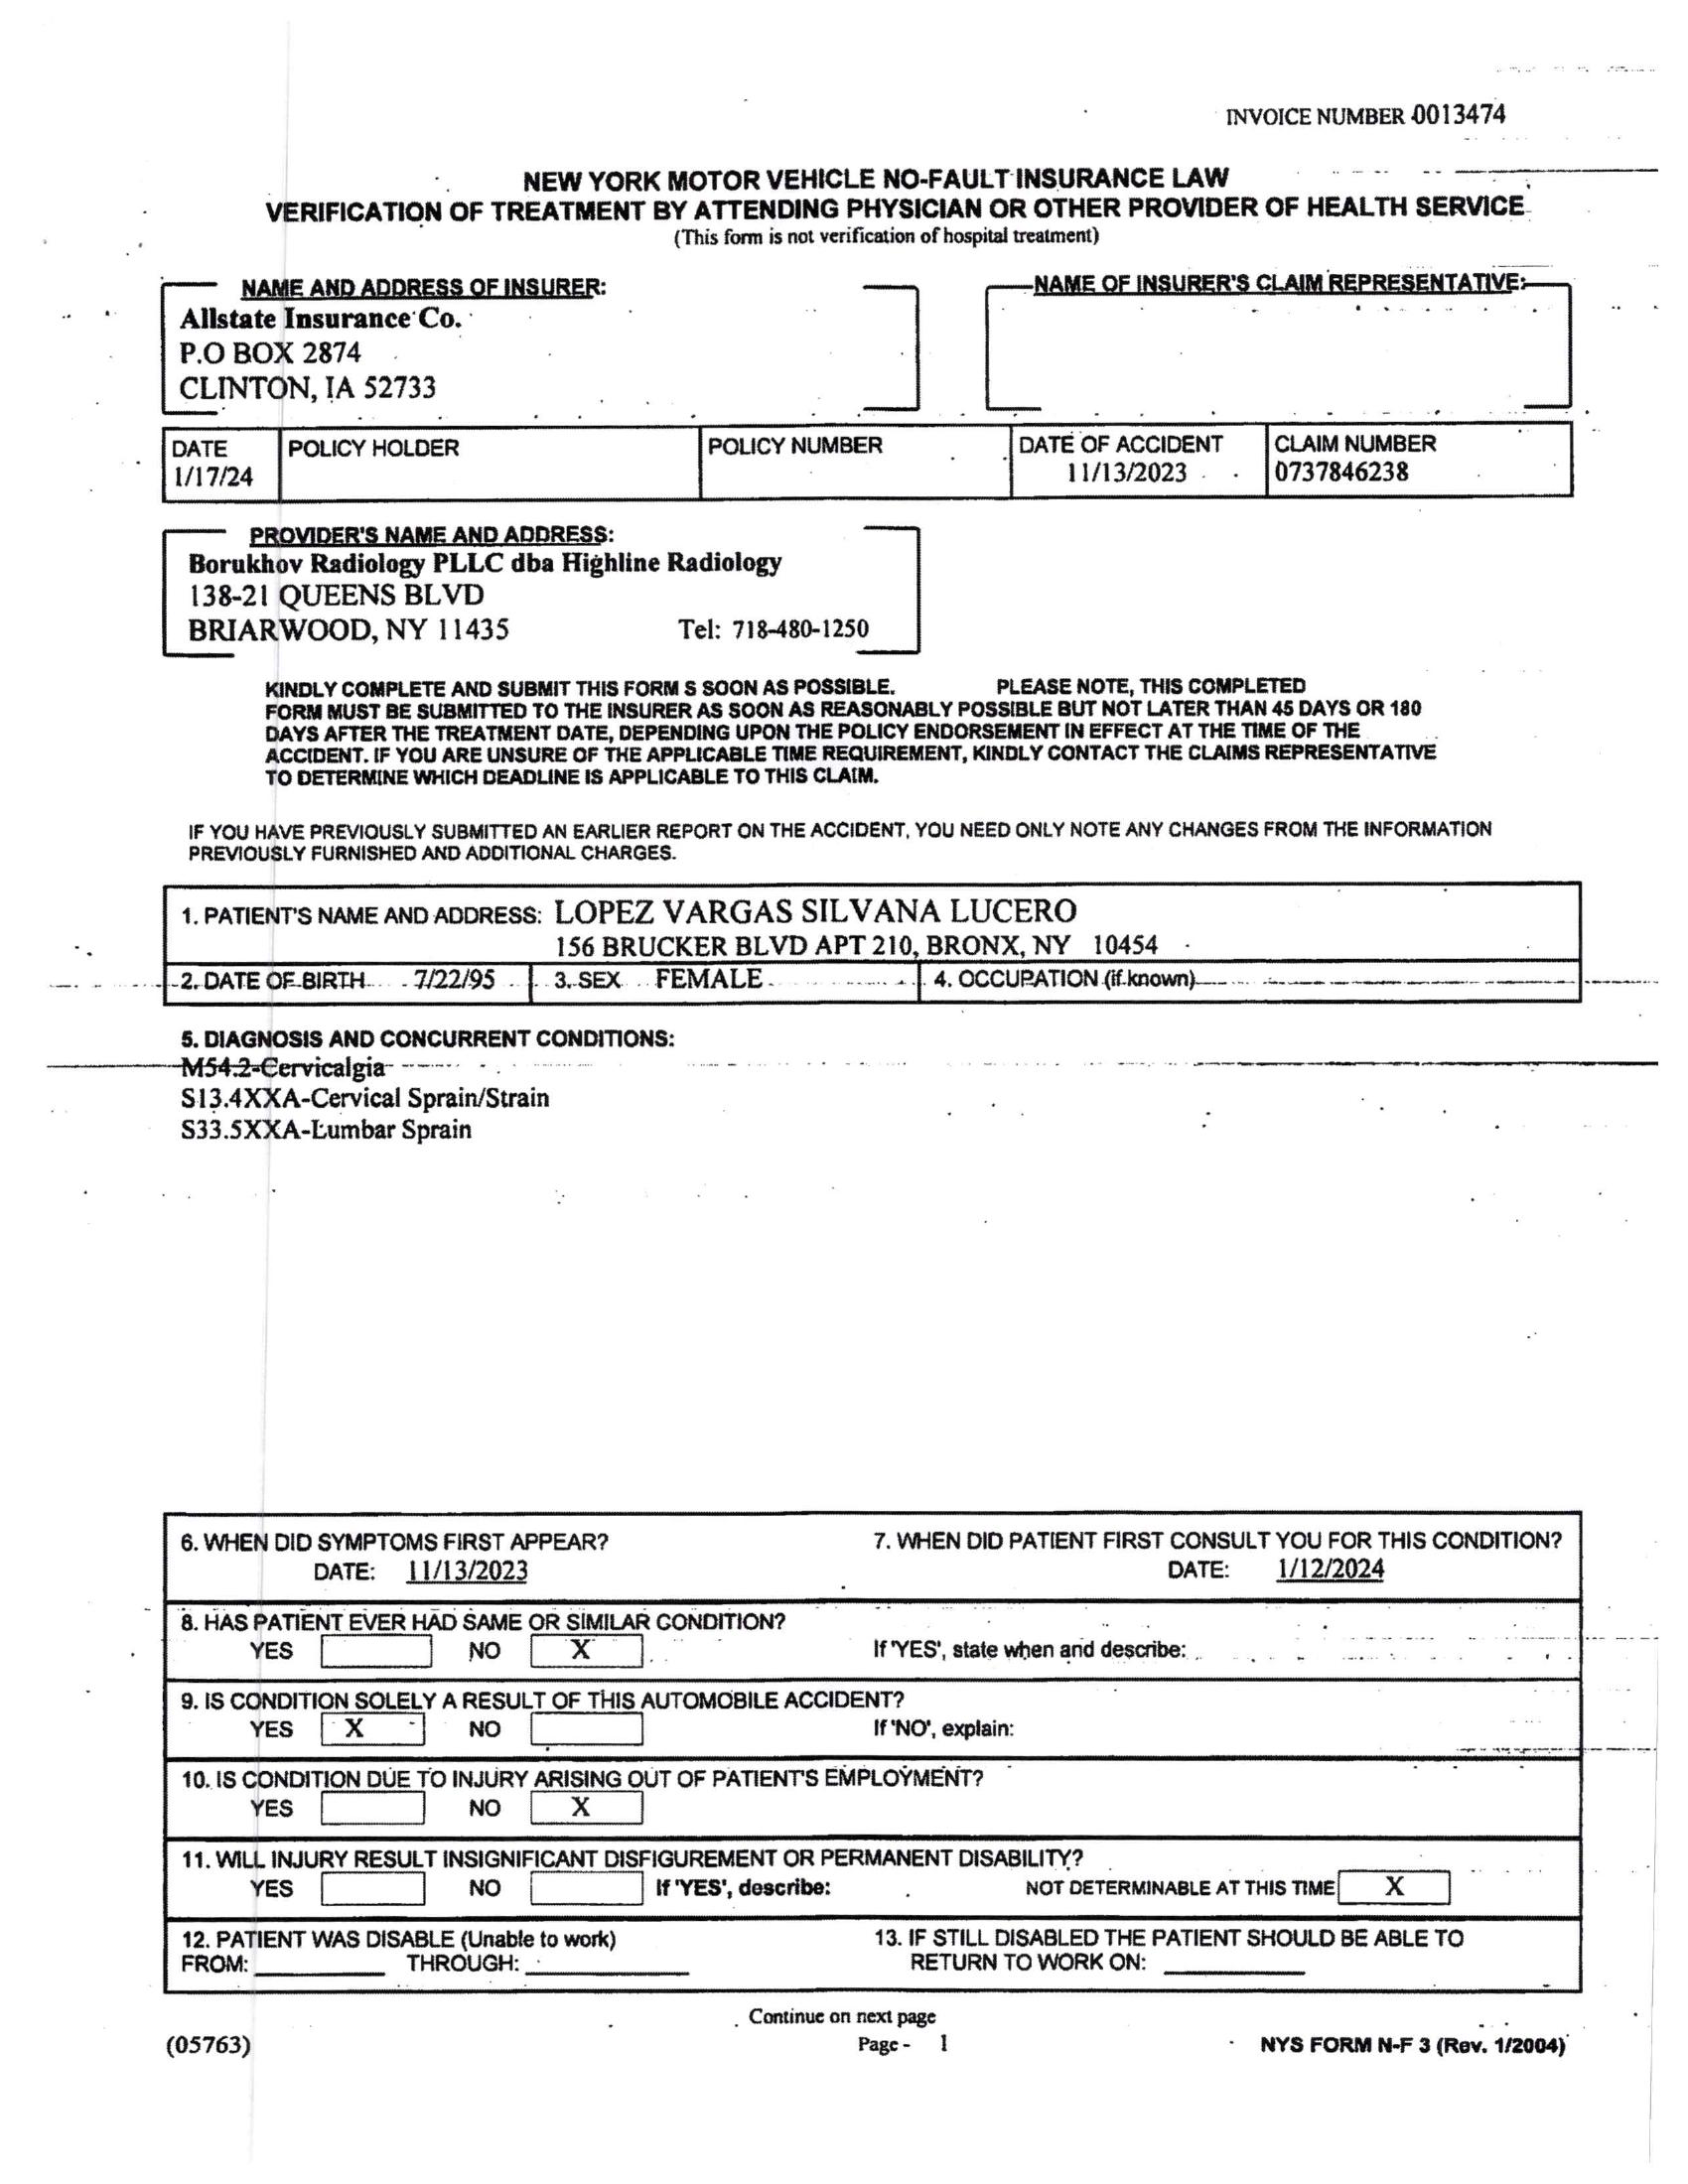 INVOICE NUMBER 0013474
NEW YORK MOTOR VEHICLE NO-FAULT INSURANCE LAW
VERIFICATION OF TREATMENT BY ATTENDING PHYSICIAN OR OTHER PROVIDER OF HEALTH SERVICE
(This form is not verification of hospital treatment)
NAME AND ADDRESS OF INSURER: NAME OF INSURER'S CLAIM REPRESENTATIVE:
Allstate Insurance Co.
P.O BOX 2874
CLINTON, IA 52733
DATE POLICY HOLDER POLICY NUMBER DATE OF ACCIDENT CLAIM NUMBER
1/17/24 11/13/2023 0737846238
PROVIDER'S NAME AND ADDRESS:
Borukhov Radiology PLLC dba Highline Radiology
138-21 QUEENS BLVD
BRIARWOOD, NY 11435 Tel: 718-480-1250
KINDLY COMPLETE AND SUBMIT THIS FORM S SOON AS POSSIBLE. PLEASE NOTE, THIS COMPLETED
FORM MUST BE SUBMITTED TO THE INSURER AS SOON AS REASONABLY POSSIBLE BUT NOT LATER THAN 45 DAYS OR 180
DAYS AFTER THE TREATMENT DATE, DEPENDING UPON THE POLICY ENDORSEMENT IN EFFECT AT THE TIME OF THE
ACCIDENT. IF YOU ARE UNSURE OF THE APPLICABLE TIME REQUIREMENT, KINDLY CONTACT THE CLAIMS REPRESENTATIVE
TO DETERMINE WHICH DEADLINE IS APPLICABLE TO THIS CLAIM.
IF YOU HAVE PREVIOUSLY SUBMITTED AN EARLIER REPORT ON THE ACCIDENT, YOU NEED ONLY NOTE ANY CHANGES FROM THE INFORMATION
PREVIOUSLY FURNISHED AND ADDITIONAL CHARGES.
1. PATIENT'S NAME AND ADDRESS: LOPEZ VARGAS SILVANA LUCERO
156 BRUCKER BLVD APT 210, BRONX, NY 10454
2. DATE OF BIRTH 7/22/95 3. SEX FEMALE 4. OCCUPATION (if known)
5. DIAGNOSIS AND CONCURRENT CONDITIONS:
M54.2-Cervicalgia
S13.4XXA-Cervical Sprain/Strain
S33.5XXA-Lumbar Sprain
6. WHEN DID SYMPTOMS FIRST APPEAR? 7. WHEN DID PATIENT FIRST CONSULT YOU FOR THIS CONDITION?
DATE: 11/13/2023 DATE: 1/12/2024
8. HAS PATIENT EVER HAD SAME OR SIMILAR CONDITION?
YES NO X If 'YES', state when and describe:
9. IS CONDITION SOLELY A RESULT OF THIS AUTOMOBILE ACCIDENT?
YES X NO If 'NO', explain:
10. IS CONDITION DUE TO INJURY ARISING OUT OF PATIENT'S EMPLOYMENT?
YES NO X
11. WILL INJURY RESULT INSIGNIFICANT DISFIGUREMENT OR PERMANENT DISABILITY?
YES NO If 'YES', describe: NOT DETERMINABLE AT THIS TIME X
12. PATIENT WAS DISABLE (Unable to work) 13. IF STILL DISABLED THE PATIENT SHOULD BE ABLE TO
FROM: THROUGH: RETURN TO WORK ON:
Continue on next page
(05763) Page - 1 NYS FORM N-F 3 (Rev. 1/2004)